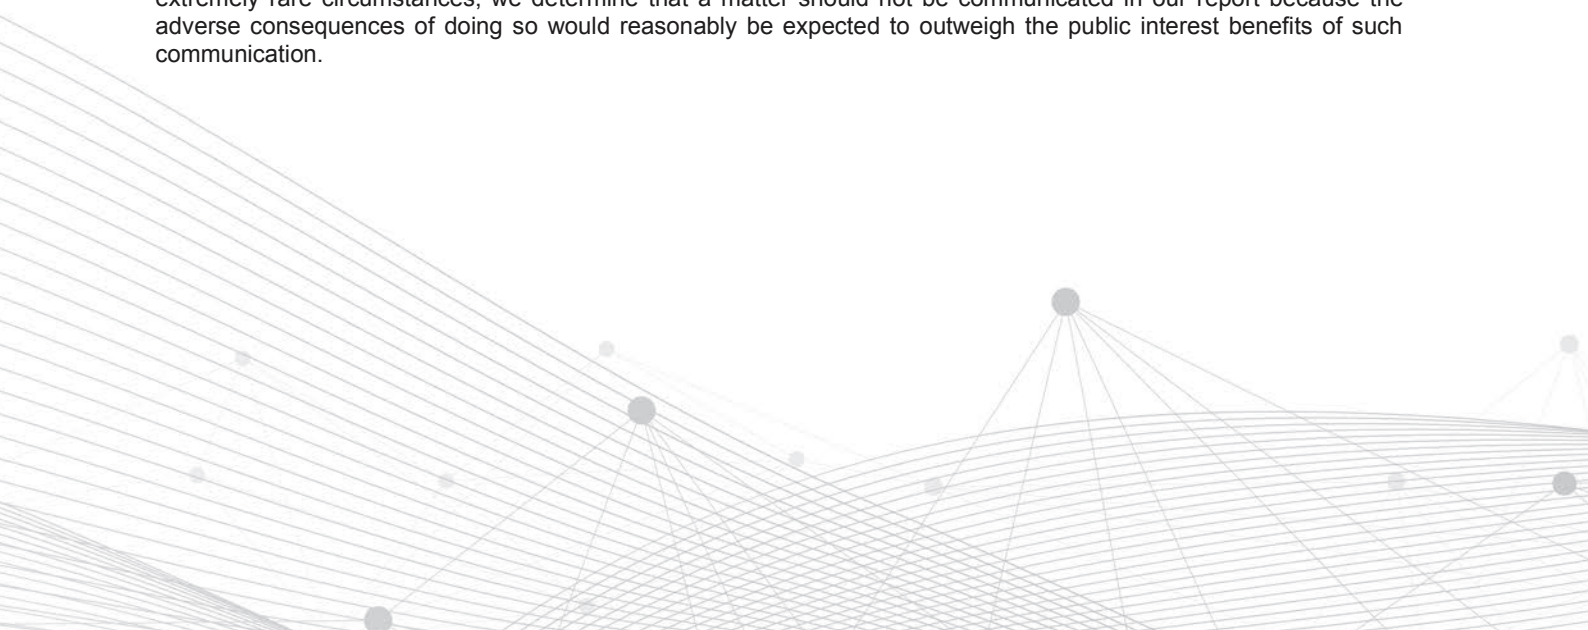 extremely rare circumstances, we determine that a matter should not be communicated in our report because the
adverse consequences of doing so would reasonably be expected to outweigh the public interest benefits of such
communication.